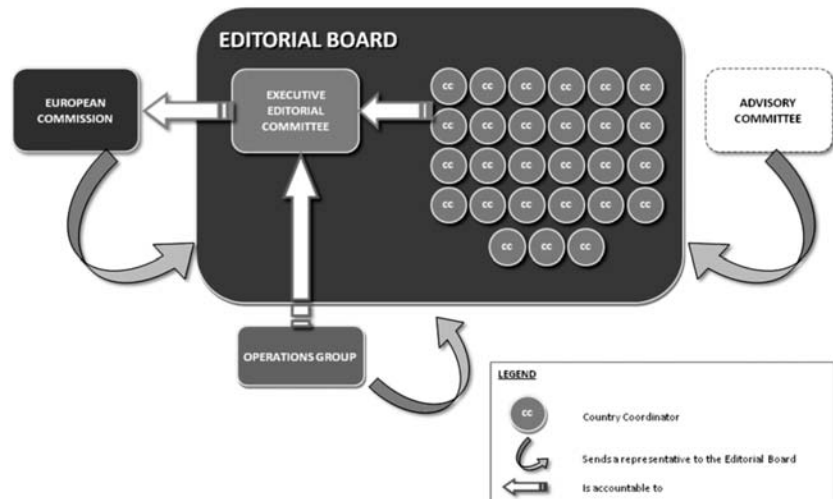 EDITORIAL BOARD
EUROPEAN
COMMISSION
EXECUTIVE
EDITORIAL
COMMITTEE
CC CC CC CC CC CC
CC CC CC CC CC CC
CC CC CC CC CC CC
CC CC CC CC CC CC
CC CC CC
ADVISORY
COMMITTEE
OPERATIONS GROUP
LEGEND
CC Country Coordinator
Sends a representative to the Editorial Board
Is accountable to